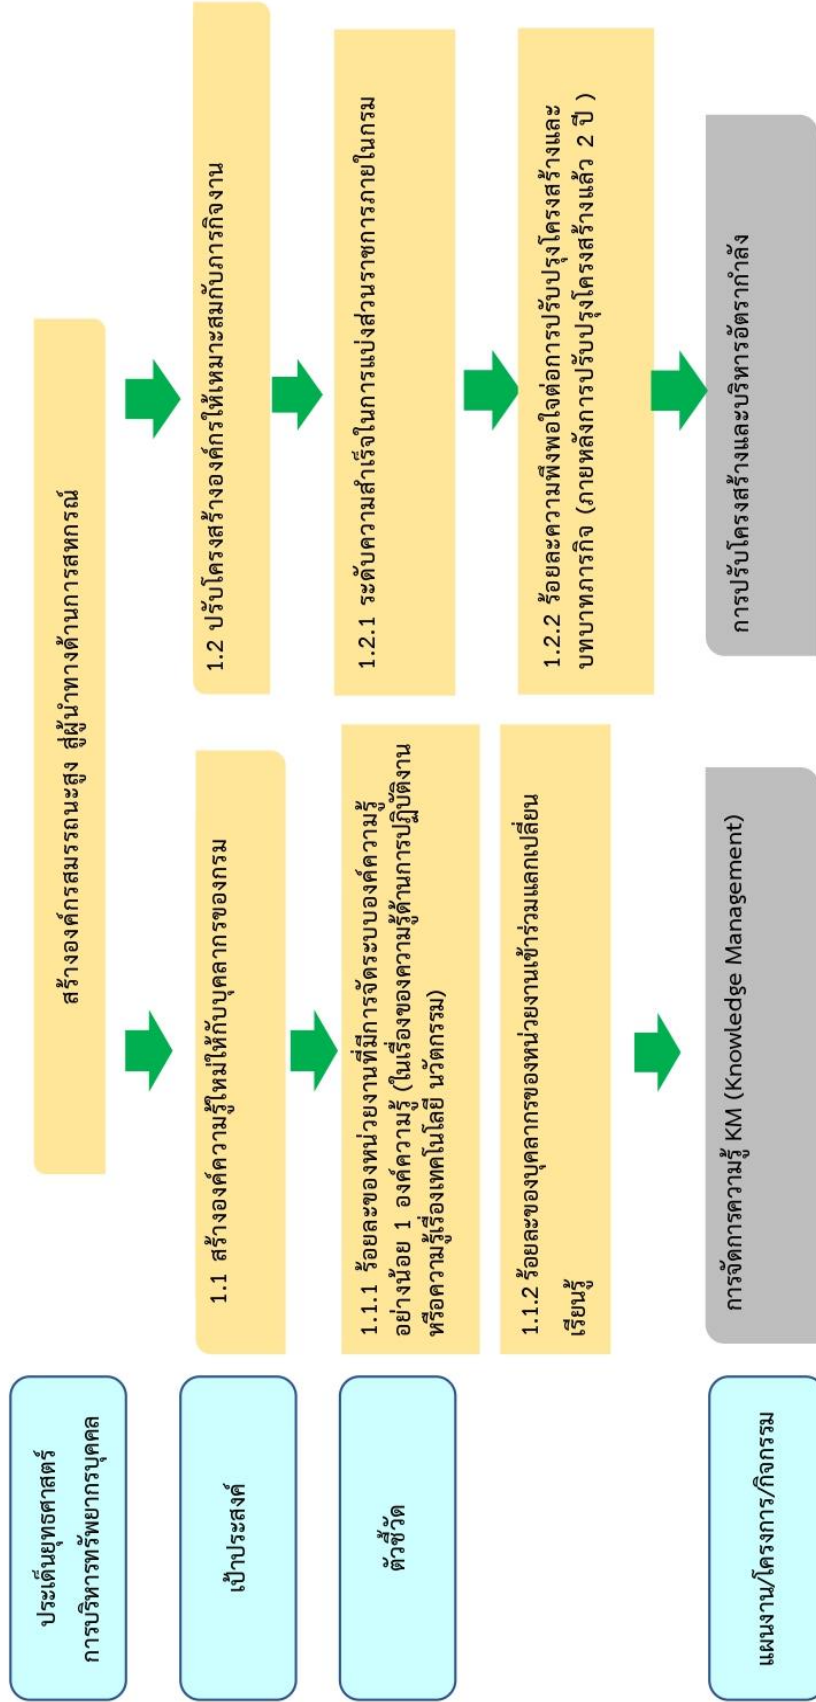 ประเด็นยุทธศาสตร์
การบริหารทรัพยากรบุคคล
สร้างองค์กรสมรรถนะสูง สู่ผู้นำทางด้านการสหกรณ์
เป้าประสงค์
1.1 สร้างองค์ความรู้ใหม่ให้กับบุคลากรของกรม
1.2 ปรับโครงสร้างองค์กรให้เหมาะสมกับภารกิจงาน
ตัวชี้วัด
1.1.1 ร้อยละของหน่วยงานที่มีการจัดระบบองค์ความรู้
อย่างน้อย 1 องค์ความรู้ (ในเรื่องของความรู้ด้านการปฏิบัติงาน
หรือความรู้เรื่องเทคโนโลยี นวัตกรรม)
1.2.1 ระดับความสำเร็จในการแบ่งส่วนราชการภายในกรม
1.1.2 ร้อยละของบุคลากรของหน่วยงานเข้าร่วมแลกเปลี่ยน
เรียนรู้
1.2.2 ร้อยละความพึงพอใจต่อการปรับปรุงโครงสร้างและ
บทบาทภารกิจ (ภายหลังการปรับปรุงโครงสร้างแล้ว 2 ปี )
แผนงาน/โครงการ/กิจกรรม
การจัดการความรู้ KM (Knowledge Management)
การปรับโครงสร้างและบริหารอัตรากำลัง